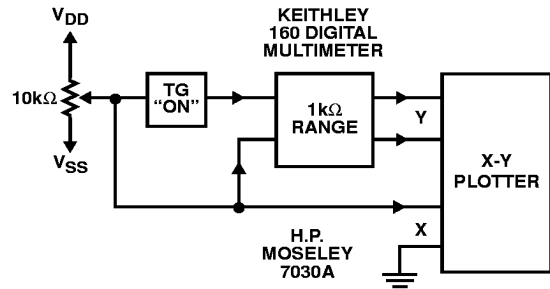 VDD
10kΩ
VSS
TG
"ON"
KEITHLEY
160 DIGITAL
MULTIMETER
1kΩ
RANGE
Y
X
X-Y
PLOTTER
H.P.
MOSELEY
7030A